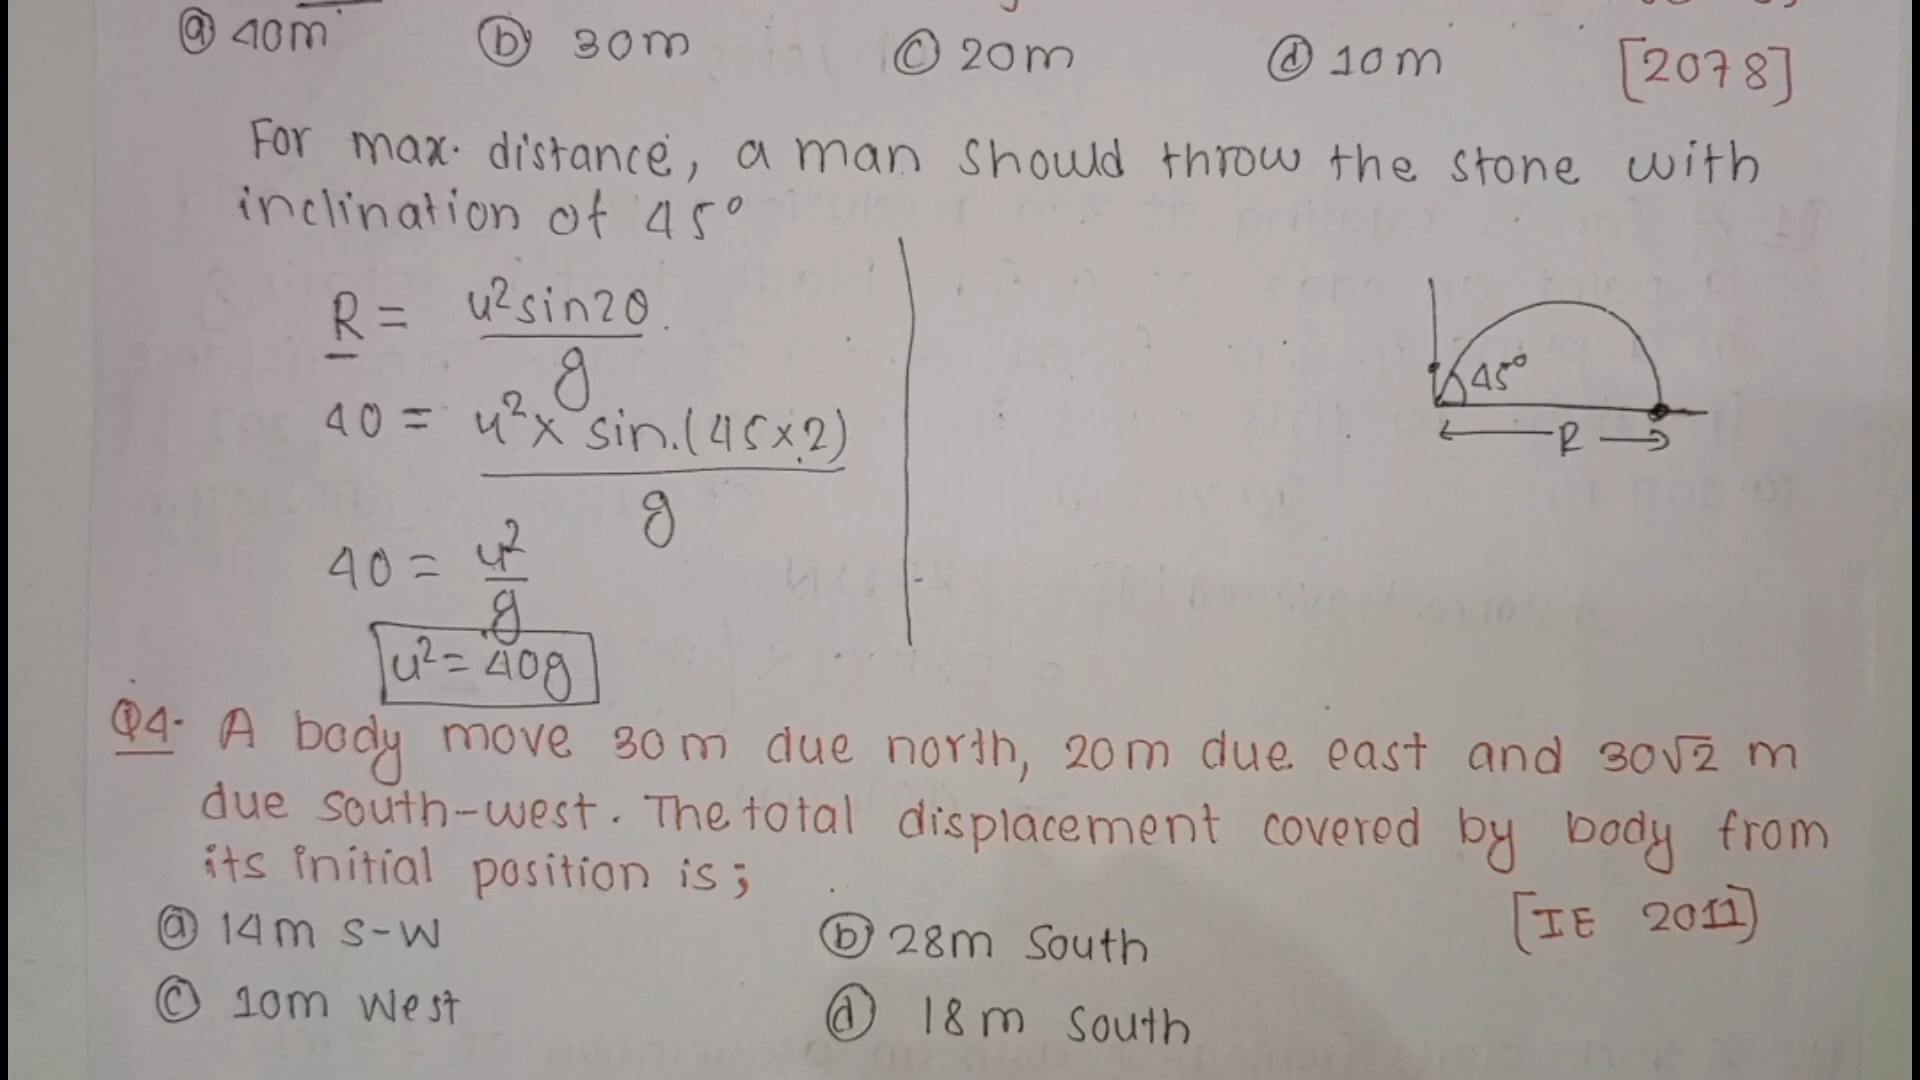 ⓐ 40m ⓑ 30m ⓒ 20m ⓓ 10m [2078]
For max. distance, a man should throw the stone with
inclination of 45°
R = u²sin2θ / g
45°
40 = u² x sin.(45x2) / g
R
40 = u² / g
u² = 40g
Q4. A body move 30m due north, 20m due east and 30√2 m
due south-west. The total displacement covered by body from
its initial position is;
[IE 2011]
ⓐ 14m S-W ⓑ 28m South
ⓒ 10m West ⓓ 18m South